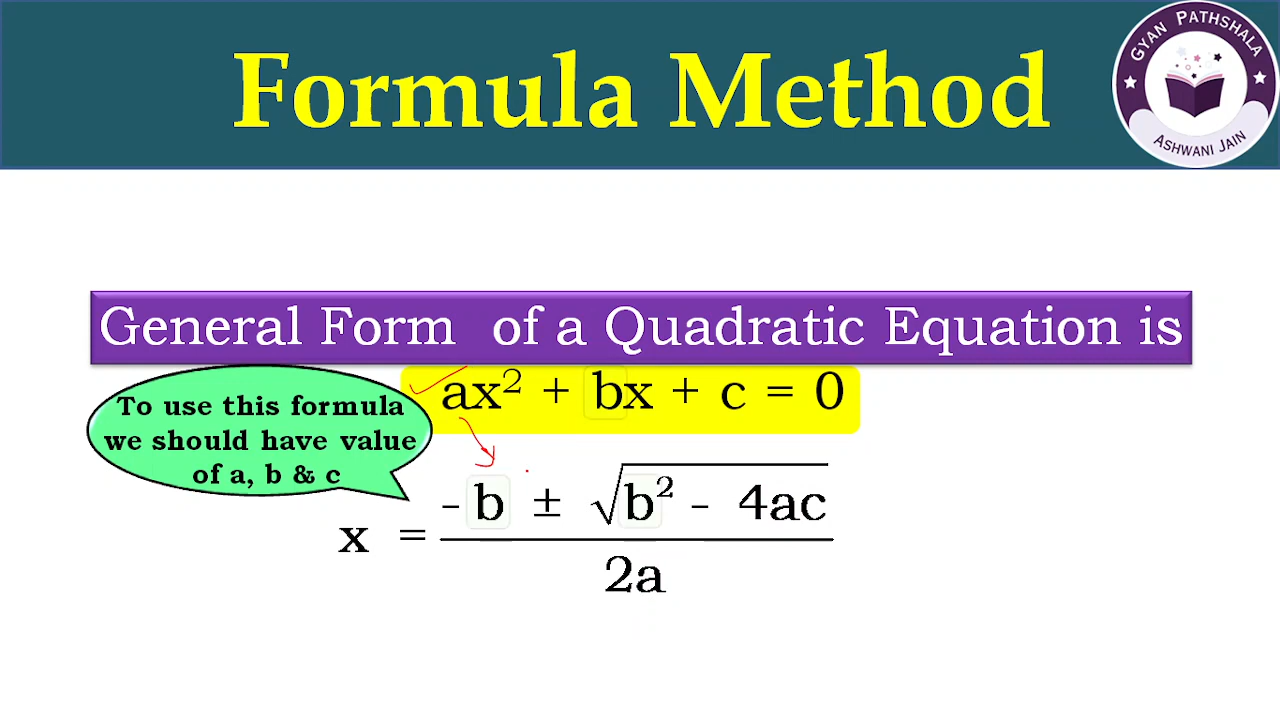 Formula Method
GYAN PATHSHALA
ASHWANI JAIN
General Form of a Quadratic Equation is
ax² + bx + c = 0
To use this formula
we should have value
of a, b & c
x = (-b ± √(b² - 4ac)) / 2a